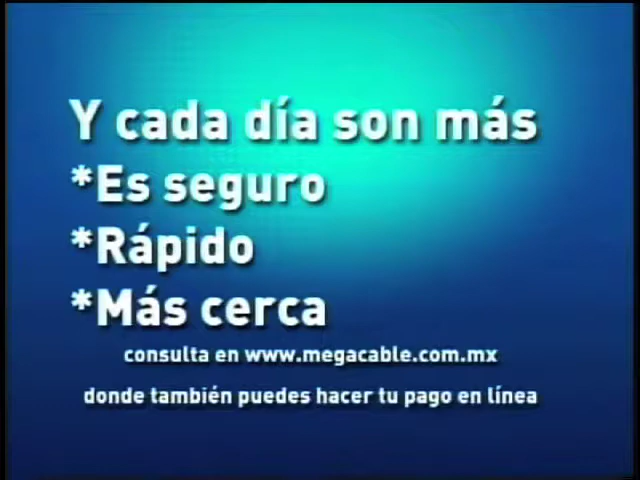 Y cada día son más
*Es seguro
*Rápido
*Más cerca
consulta en www.megacable.com.mx
donde también puedes hacer tu pago en línea